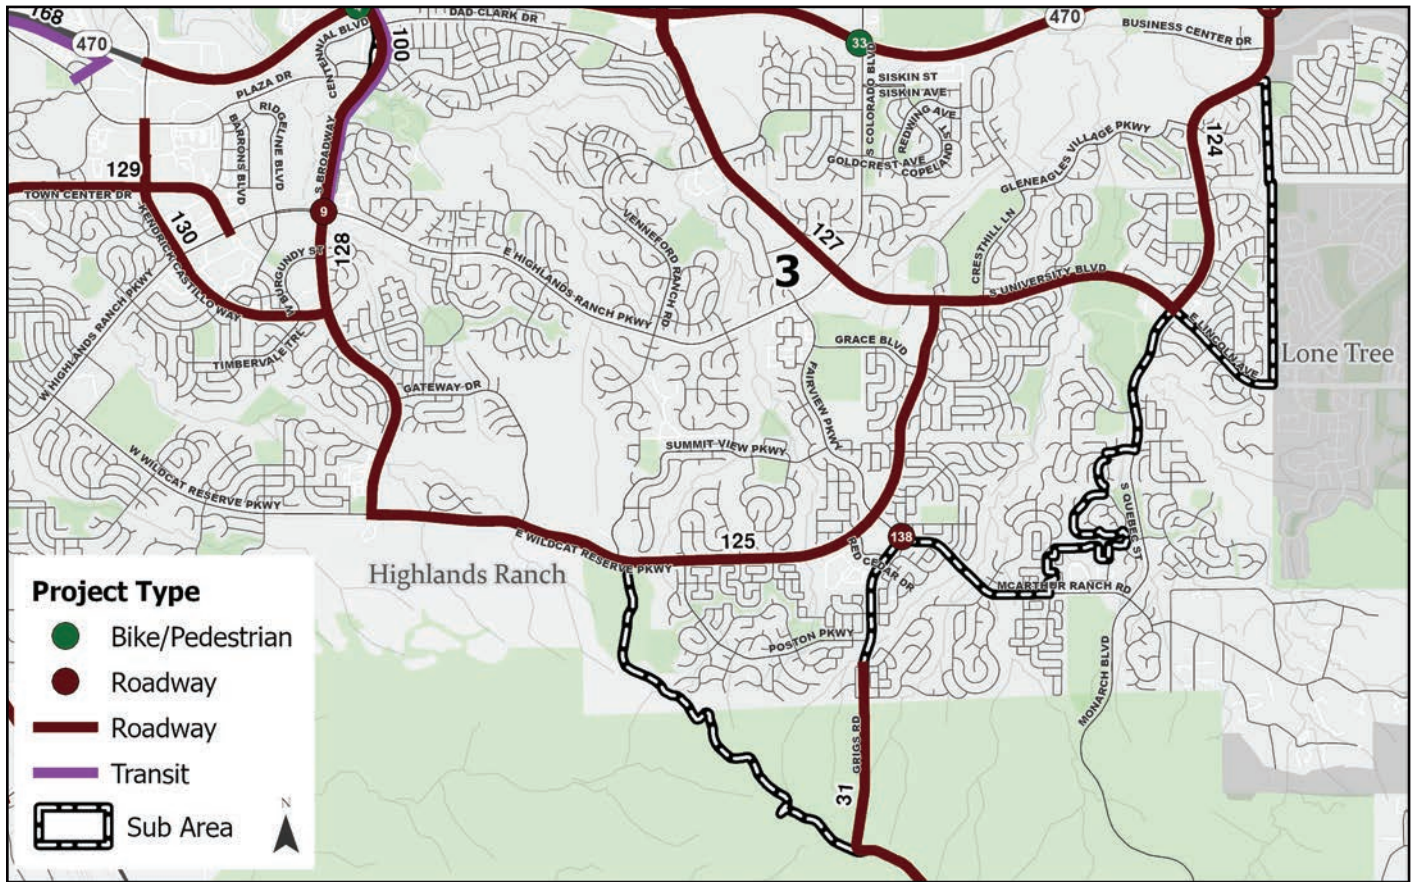 168
470
DAD CLARK DR
470
BUSINESS CENTER DR
100
CENTENNIAL BLVD
33
S COLORADO BLVD
SISKIN ST
SISKIN AVE
PLAZA DR
RIDGELINE BLVD
BARRONS BLVD
S BROADWAY
REDWING AVE
COPELAND ST
GOLDCREST AVE
GLENEAGLES VILLAGE PKWY
124
129
TOWN CENTER DR
KENDRICK CASTILLO WAY
130
9
128
W BURGUNDY ST
E HIGHLANDS RANCH PKWY
VENNEFORD RANCH RD
127
3
CRESTHILL LN
S UNIVERSITY BLVD
E LINCOLN AVE
Lone Tree
W HIGHLANDS RANCH PKWY
TIMBERVALE TRL
GATEWAY DR
GRACE BLVD
FAIRVIEW PKWY
SUMMIT VIEW PKWY
W WILDCAT RESERVE PKWY
E WILDCAT RESERVE PKWY
125
138
RED CEDAR DR
S QUEBEC ST
MCARTHUR RANCH RD
Highlands Ranch
POSTON PKWY
MONARCH BLVD
GRIGS RD
31
Project Type
Bike/Pedestrian
Roadway
Roadway
Transit
Sub Area
N